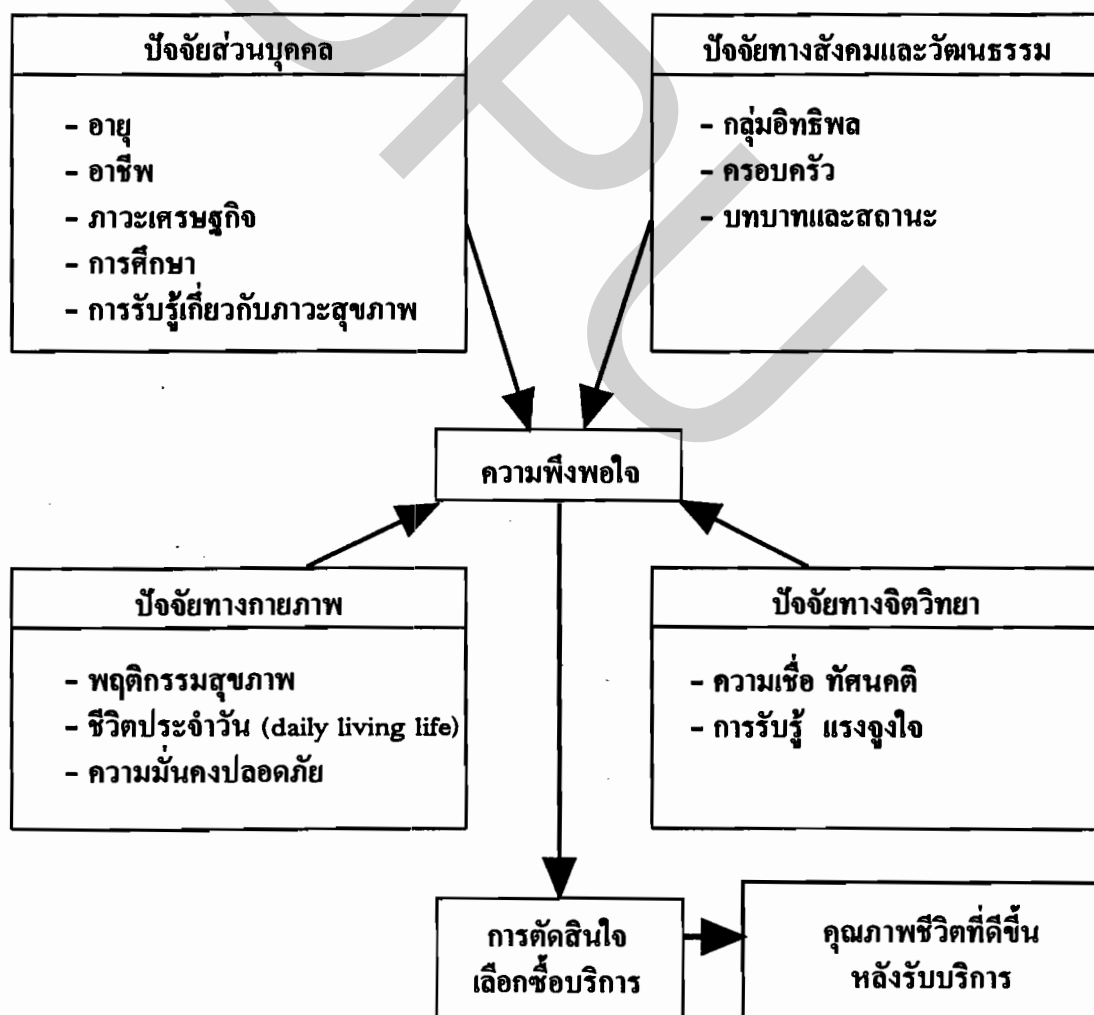 ปัจจัยส่วนบุคคล
- อายุ
- อาชีพ
- ภาวะเศรษฐกิจ
- การศึกษา
- การรับรู้เกี่ยวกับภาวะสุขภาพ
ปัจจัยทางสังคมและวัฒนธรรม
- กลุ่มอิทธิพล
- ครอบครัว
- บทบาทและสถานะ
ความพึงพอใจ
ปัจจัยทางกายภาพ
- พฤติกรรมสุขภาพ
- ชีวิตประจำวัน (daily living life)
- ความมั่นคงปลอดภัย
ปัจจัยทางจิตวิทยา
- ความเชื่อ ทัศนคติ
- การรับรู้ แรงจูงใจ
การตัดสินใจ
เลือกซื้อบริการ
คุณภาพชีวิตที่ดีขึ้น
หลังรับบริการ